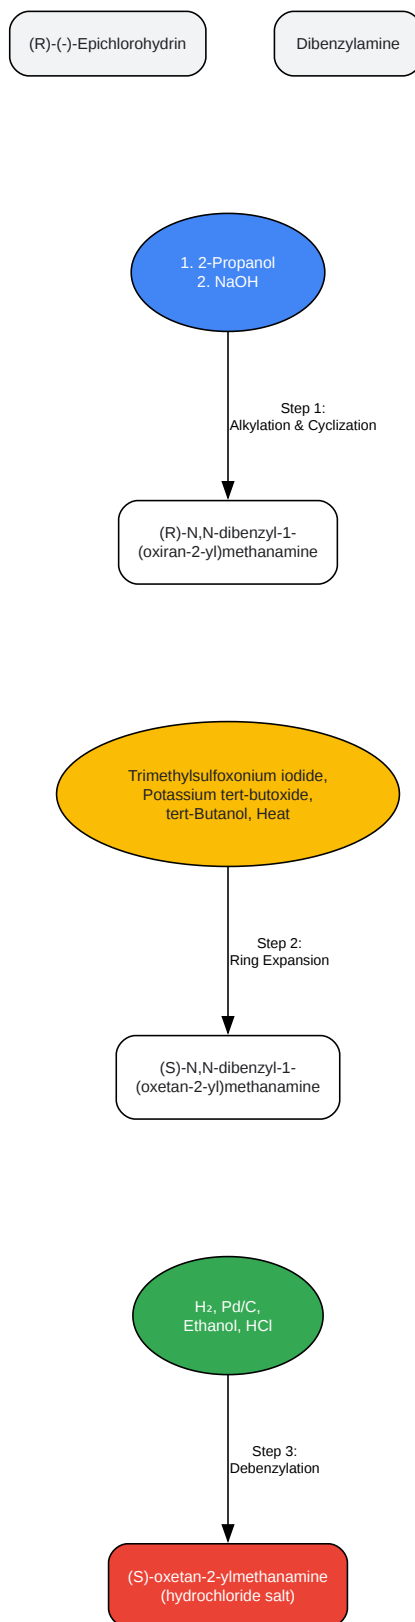 (R)-(-)-Epichlorohydrin
Dibenzylamine
1. 2-Propanol
2. NaOH
Step 1:
Alkylation & Cyclization
(R)-N,N-dibenzyl-1-
(oxiran-2-yl)methanamine
Trimethylsulfoxonium iodide,
Potassium tert-butoxide,
tert-Butanol, Heat
Step 2:
Ring Expansion
(S)-N,N-dibenzyl-1-
(oxetan-2-yl)methanamine
H₂, Pd/C,
Ethanol, HCl
Step 3:
Debenzylation
(S)-oxetan-2-ylmethanamine
(hydrochloride salt)